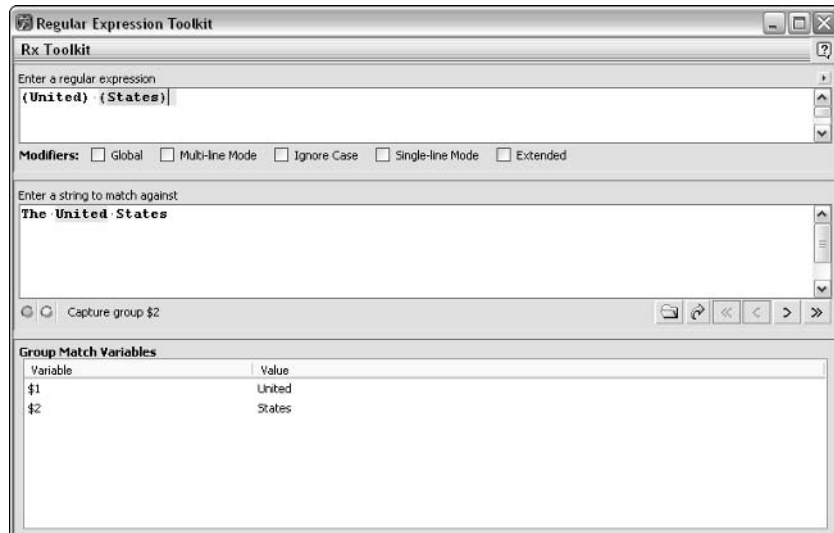 Regular Expression Toolkit
Rx Toolkit
Enter a regular expression
(United)·(States)
Modifiers: Global Multi-line Mode Ignore Case Single-line Mode Extended
Enter a string to match against
The·United·States
Capture group $2
Group Match Variables
Variable Value
$1 United
$2 States